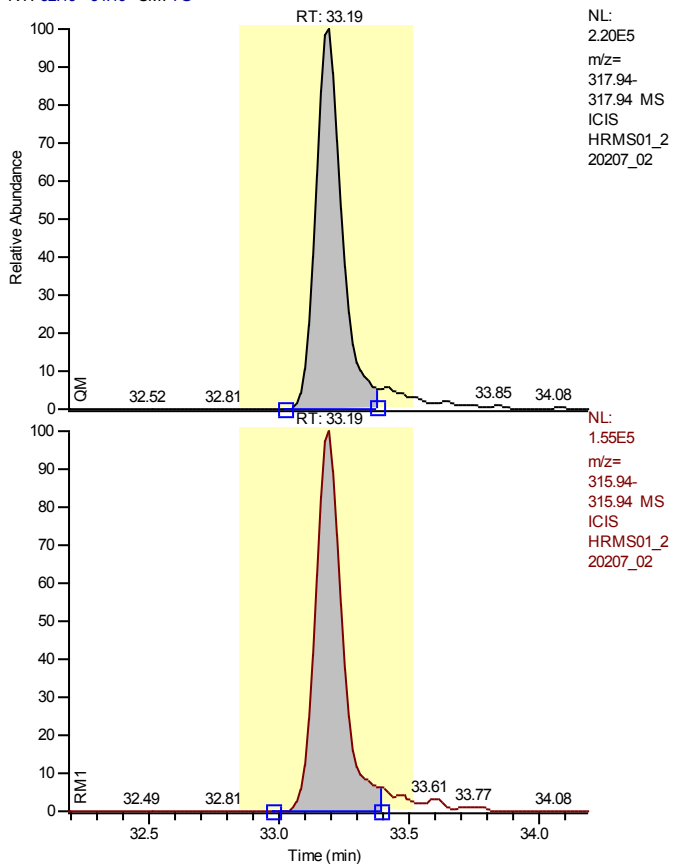 RT: 33.19
NL:
2.20E5
m/z=
317.94-
317.94 MS
ICIS
HRMS01_2
20207_02
100
90
80
70
60
50
40
30
20
10
0
Relative Abundance
QM
32.52
32.81
33.85
34.08
RT: 33.19
NL:
1.55E5
m/z=
315.94-
315.94 MS
ICIS
HRMS01_2
20207_02
100
90
80
70
60
50
40
30
20
10
0
RM1
32.49
32.81
33.61
33.77
34.08
32.5
33.0
33.5
34.0
Time (min)